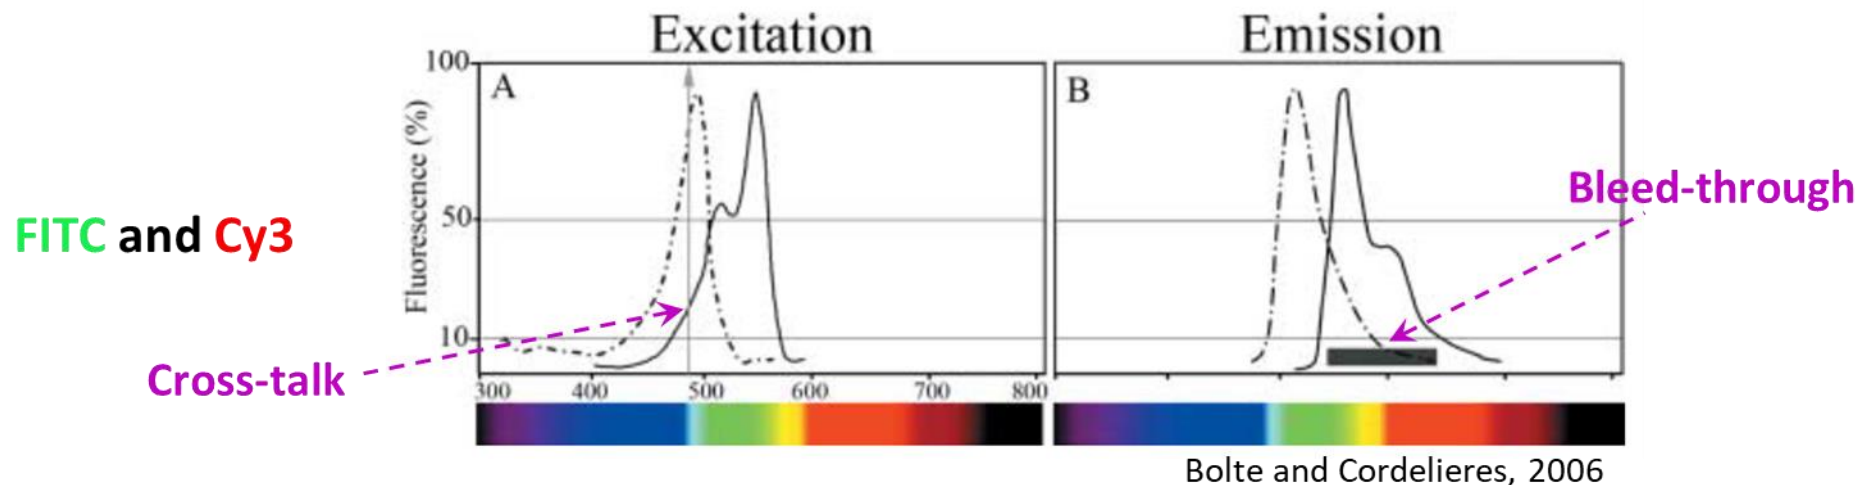 Excitation
Emission
100
A
B
Fluorescence (%)
50
10
300 400 500 600 700 800
FITC and Cy3
Cross-talk
Bleed-through
Bolte and Cordelieres, 2006